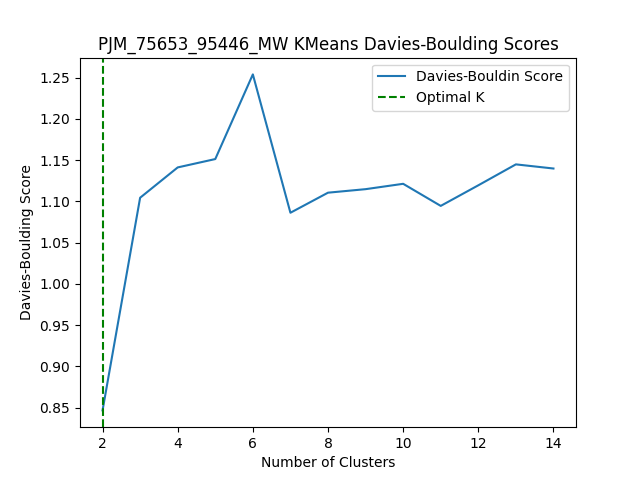 PJM_75653_95446_MW KMeans Davies-Boulding Scores
Davies-Bouldin Score
Optimal K
Davies-Boulding Score
1.25
1.20
1.15
1.10
1.05
1.00
0.95
0.90
0.85
2 4 6 8 10 12 14
Number of Clusters